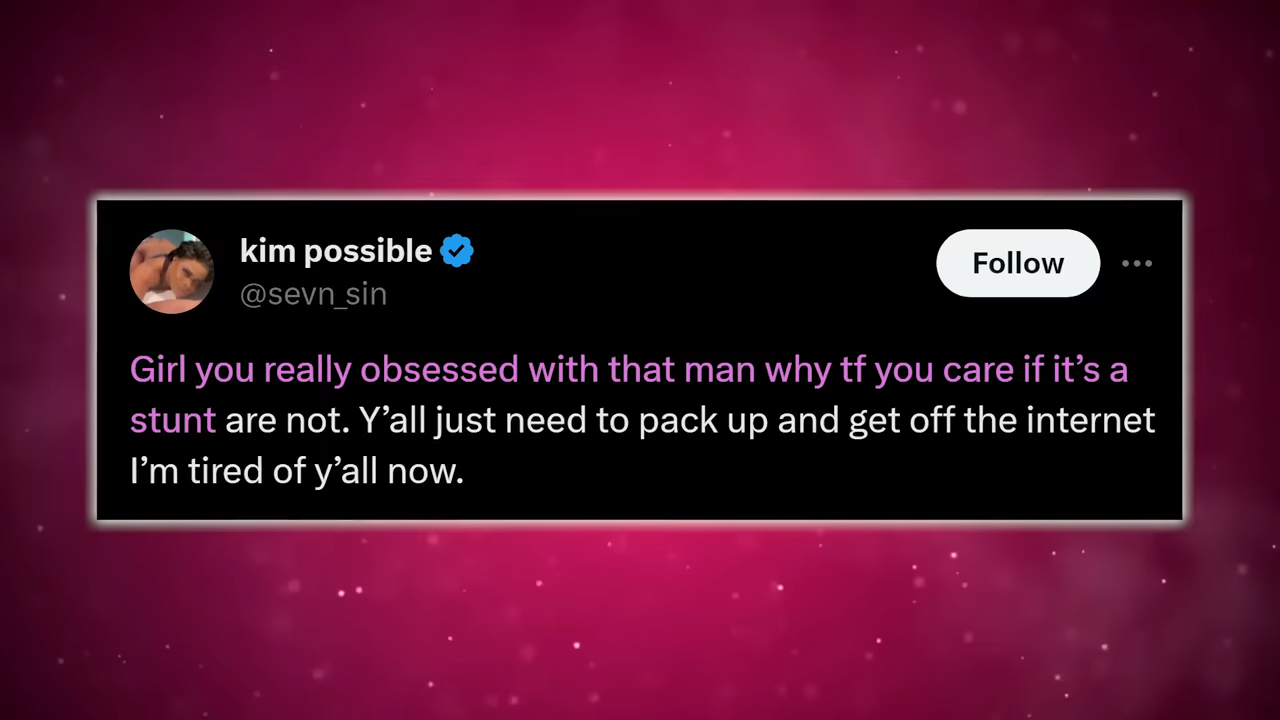 kim possible
@sevn_sin
Follow
Girl you really obsessed with that man why tf you care if it’s a
stunt are not. Y’all just need to pack up and get off the internet
I’m tired of y’all now.